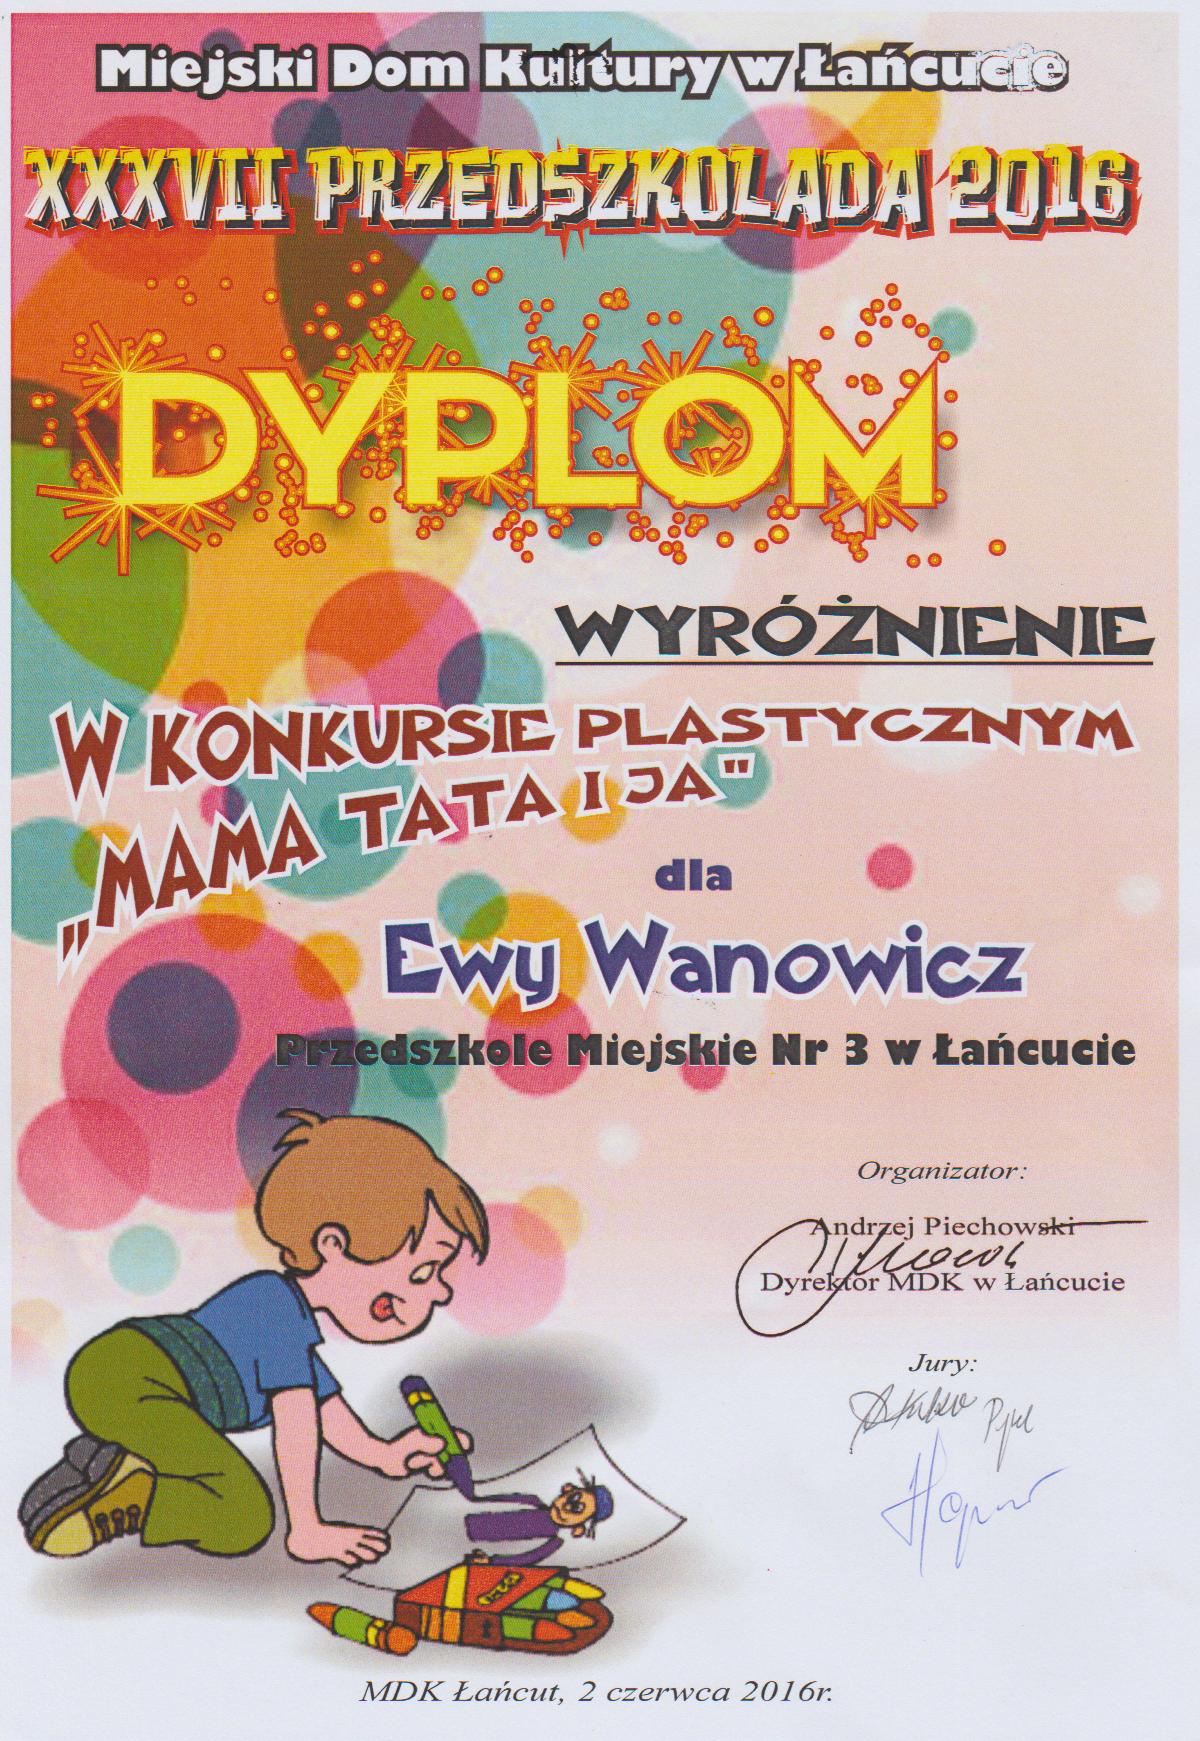 Miejski Dom Kultury w Łańcucie
XXXVII PRZEDSZKOLADA 2016
DYPLOM
WYRÓŻNIENIE
W KONKURSIE PLASTYCZNYM
„MAMA TATA I JA"
dla
Ewy Wanowicz
Przedszkole Miejskie Nr 3 w Łańcucie
Organizator:
Andrzej Piechowski
Dyrektor MDK w Łańcucie
Jury:
MDK Łańcut, 2 czerwca 2016r.